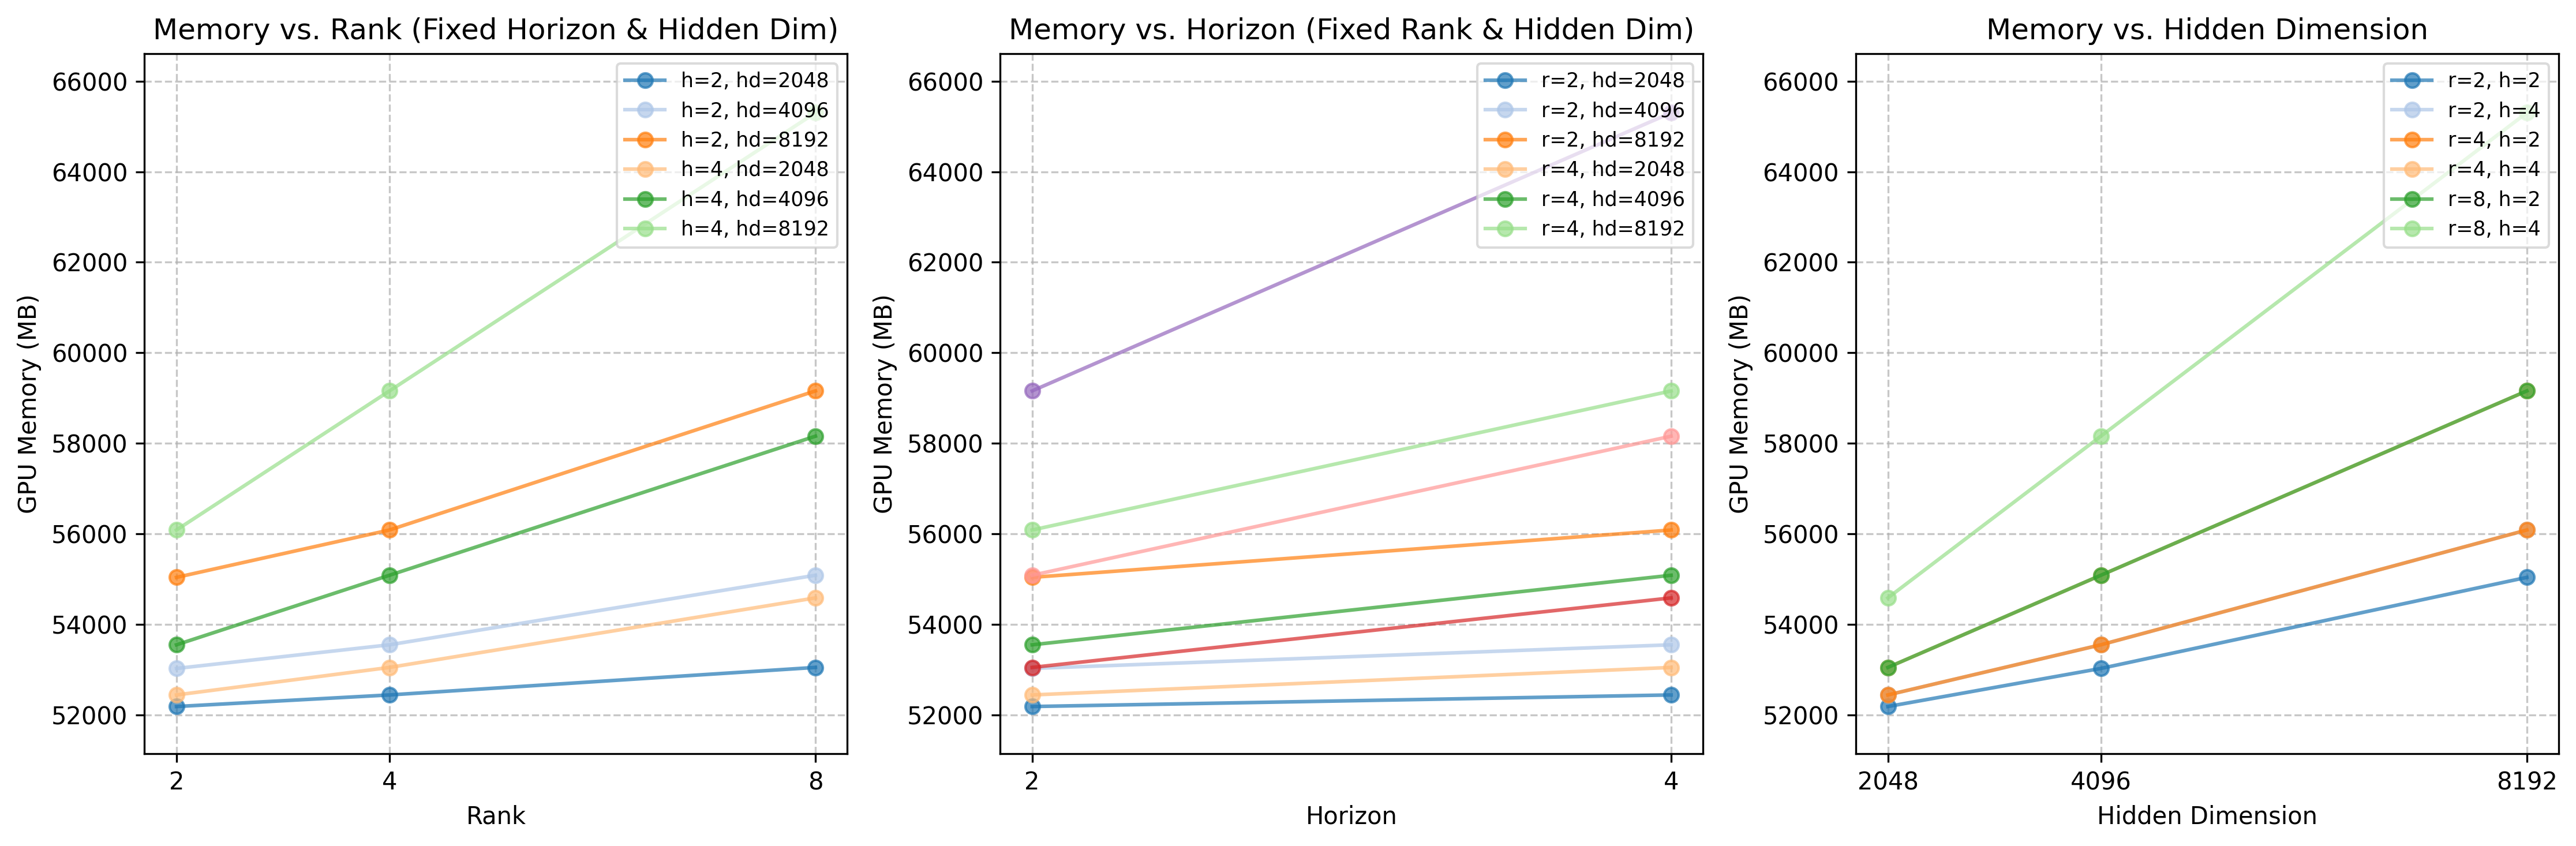 Memory vs. Rank (Fixed Horizon & Hidden Dim)
66000
64000
62000
60000
58000
56000
54000
52000
GPU Memory (MB)
2
4
8
Rank
h=2, hd=2048
h=2, hd=4096
h=2, hd=8192
h=4, hd=2048
h=4, hd=4096
h=4, hd=8192
Memory vs. Horizon (Fixed Rank & Hidden Dim)
66000
64000
62000
60000
58000
56000
54000
52000
GPU Memory (MB)
2
4
Horizon
r=2, hd=2048
r=2, hd=4096
r=2, hd=8192
r=4, hd=2048
r=4, hd=4096
r=4, hd=8192
Memory vs. Hidden Dimension
66000
64000
62000
60000
58000
56000
54000
52000
GPU Memory (MB)
2048
4096
8192
Hidden Dimension
r=2, h=2
r=2, h=4
r=4, h=2
r=4, h=4
r=8, h=2
r=8, h=4